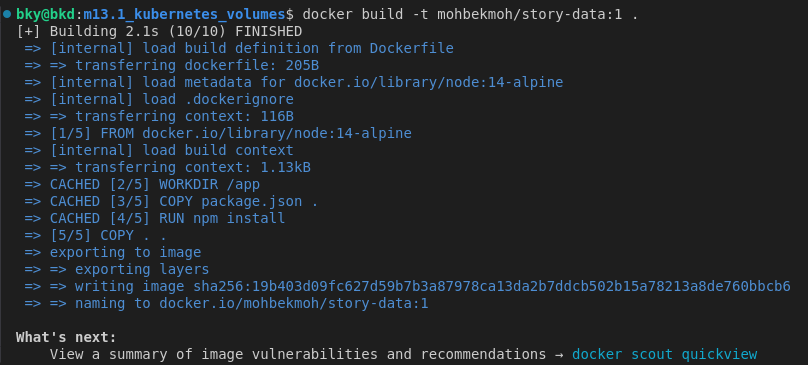 bky@bkd:m13.1_kubernetes_volumes$ docker build -t mohbekmoh/story-data:1 .
[+] Building 2.1s (10/10) FINISHED
=> [internal] load build definition from Dockerfile
=> => transferring dockerfile: 205B
=> [internal] load metadata for docker.io/library/node:14-alpine
=> [internal] load .dockerignore
=> => transferring context: 116B
=> [1/5] FROM docker.io/library/node:14-alpine
=> [internal] load build context
=> => transferring context: 1.13kB
=> CACHED [2/5] WORKDIR /app
=> CACHED [3/5] COPY package.json .
=> CACHED [4/5] RUN npm install
=> [5/5] COPY . .
=> exporting to image
=> => exporting layers
=> => writing image sha256:19b403d09fc627d59b7b3a87978ca13da2b7ddcb502b15a78213a8de760bbcb6
=> => naming to docker.io/mohbekmoh/story-data:1
What's next:
View a summary of image vulnerabilities and recommendations → docker scout quickview